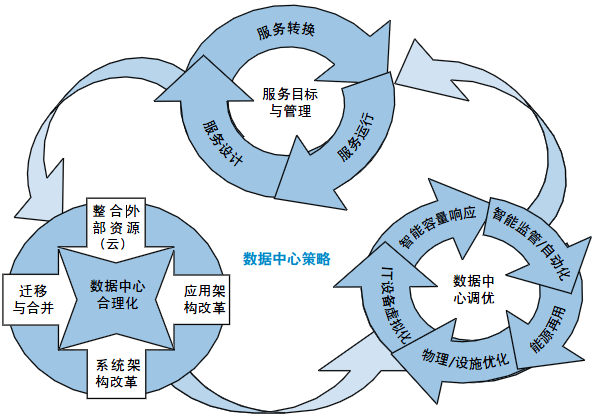 服务转换
服务目标
与管理
服务设计
服务运行
整合外
部资源
(云)
数据中心
合理化
迁移
与合并
应用架
构改革
系统架
构改革
数据中心策略
智能容量响应
智能监管/自动化
数据中
心调优
IT设备虚拟化
能源再用
物理/设施优化